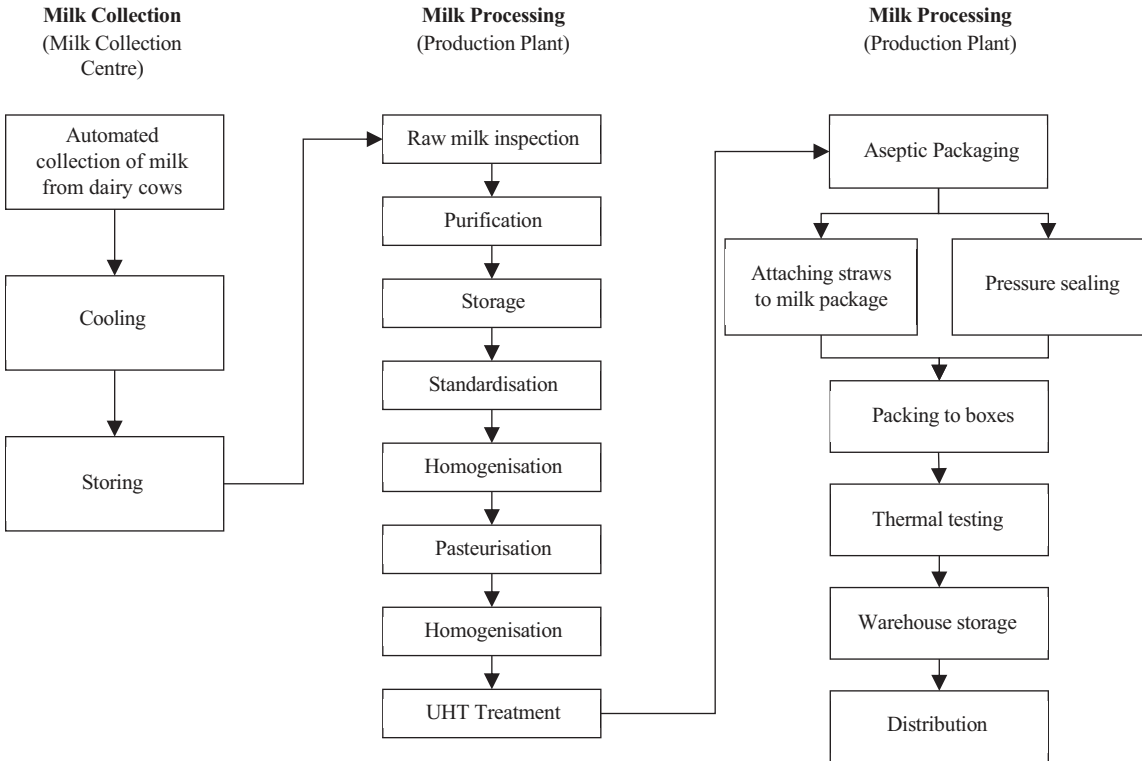 Milk Collection
(Milk Collection
Centre)
Automated
collection of milk
from dairy cows
Cooling
Storing
Milk Processing
(Production Plant)
Raw milk inspection
Purification
Storage
Standardisation
Homogenisation
Pasteurisation
Homogenisation
UHT Treatment
Milk Processing
(Production Plant)
Aseptic Packaging
Attaching straws
to milk package
Pressure sealing
Packing to boxes
Thermal testing
Warehouse storage
Distribution